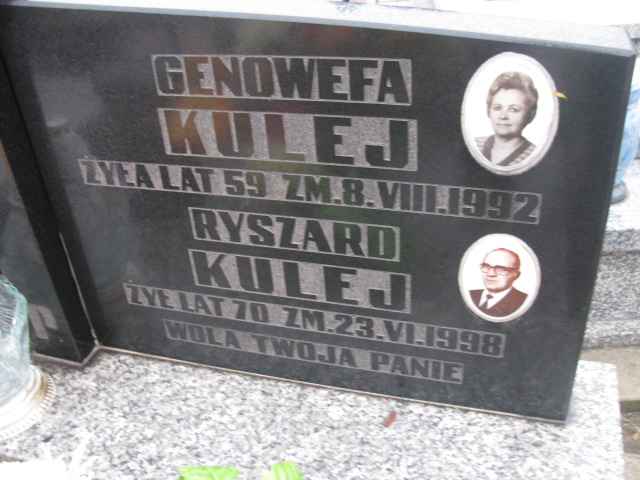 GENOWEFA
KULEJ
ŻYŁA LAT 59 ZM.8.VIII.1992
RYSZARD
KULEJ
ŻYŁ LAT 70 ZM.23.VI.1998
WOLA TWOJA PANIE